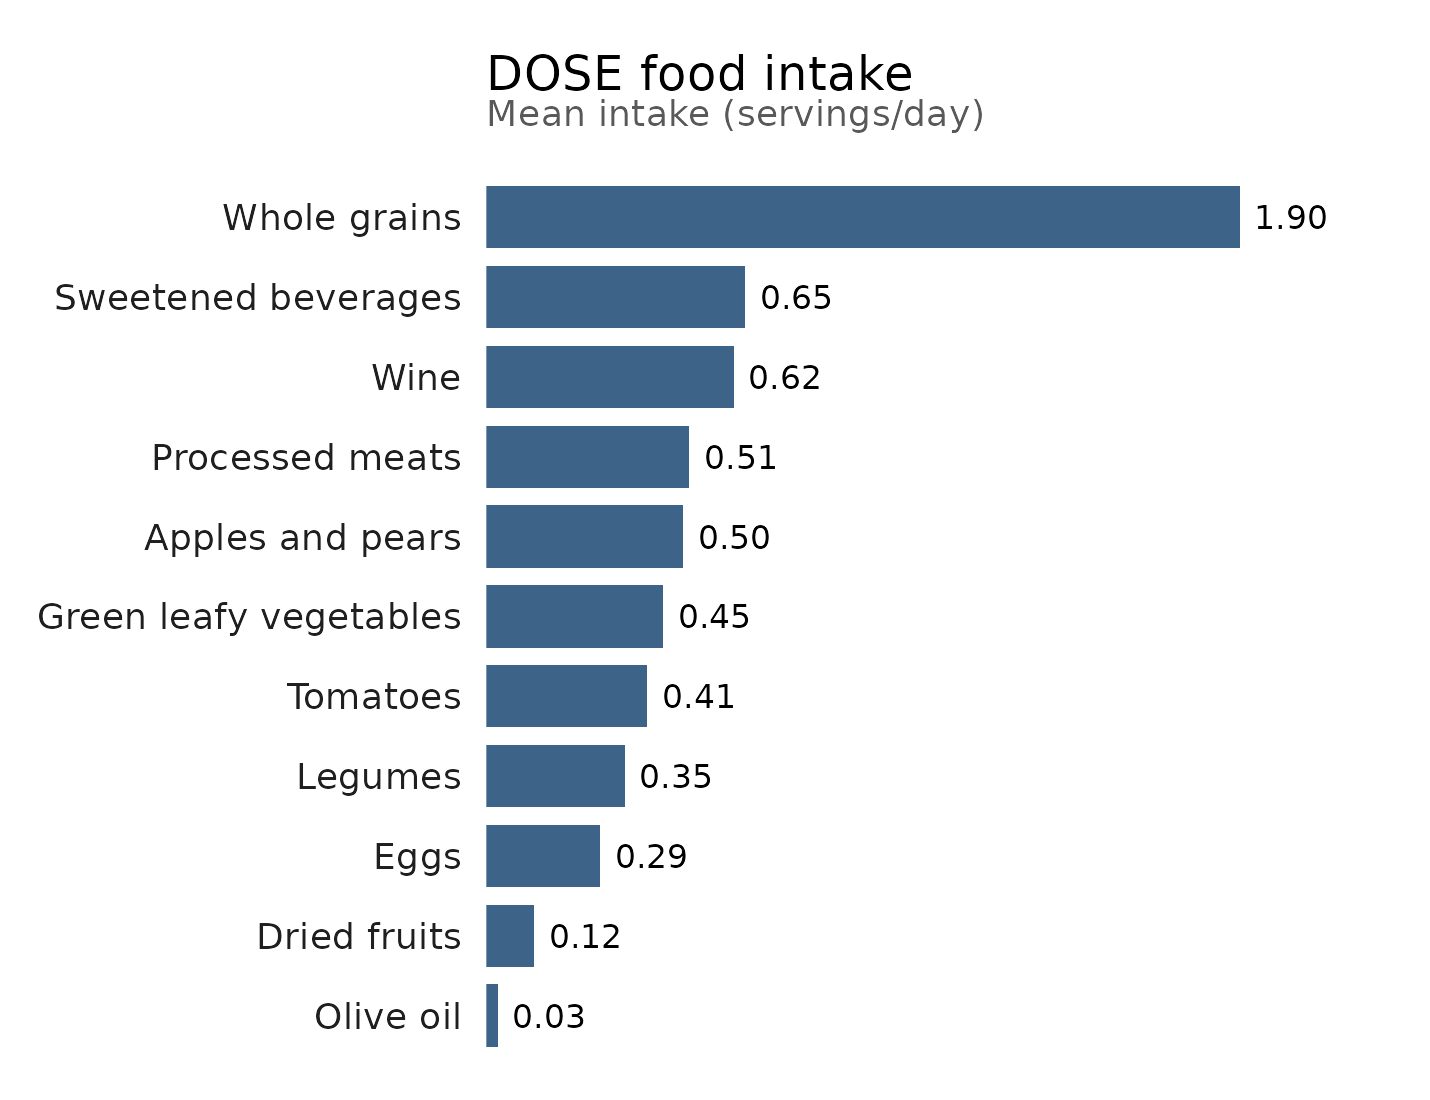 DOSE food intake
Mean intake (servings/day)
Whole grains 1.90
Sweetened beverages 0.65
Wine 0.62
Processed meats 0.51
Apples and pears 0.50
Green leafy vegetables 0.45
Tomatoes 0.41
Legumes 0.35
Eggs 0.29
Dried fruits 0.12
Olive oil 0.03